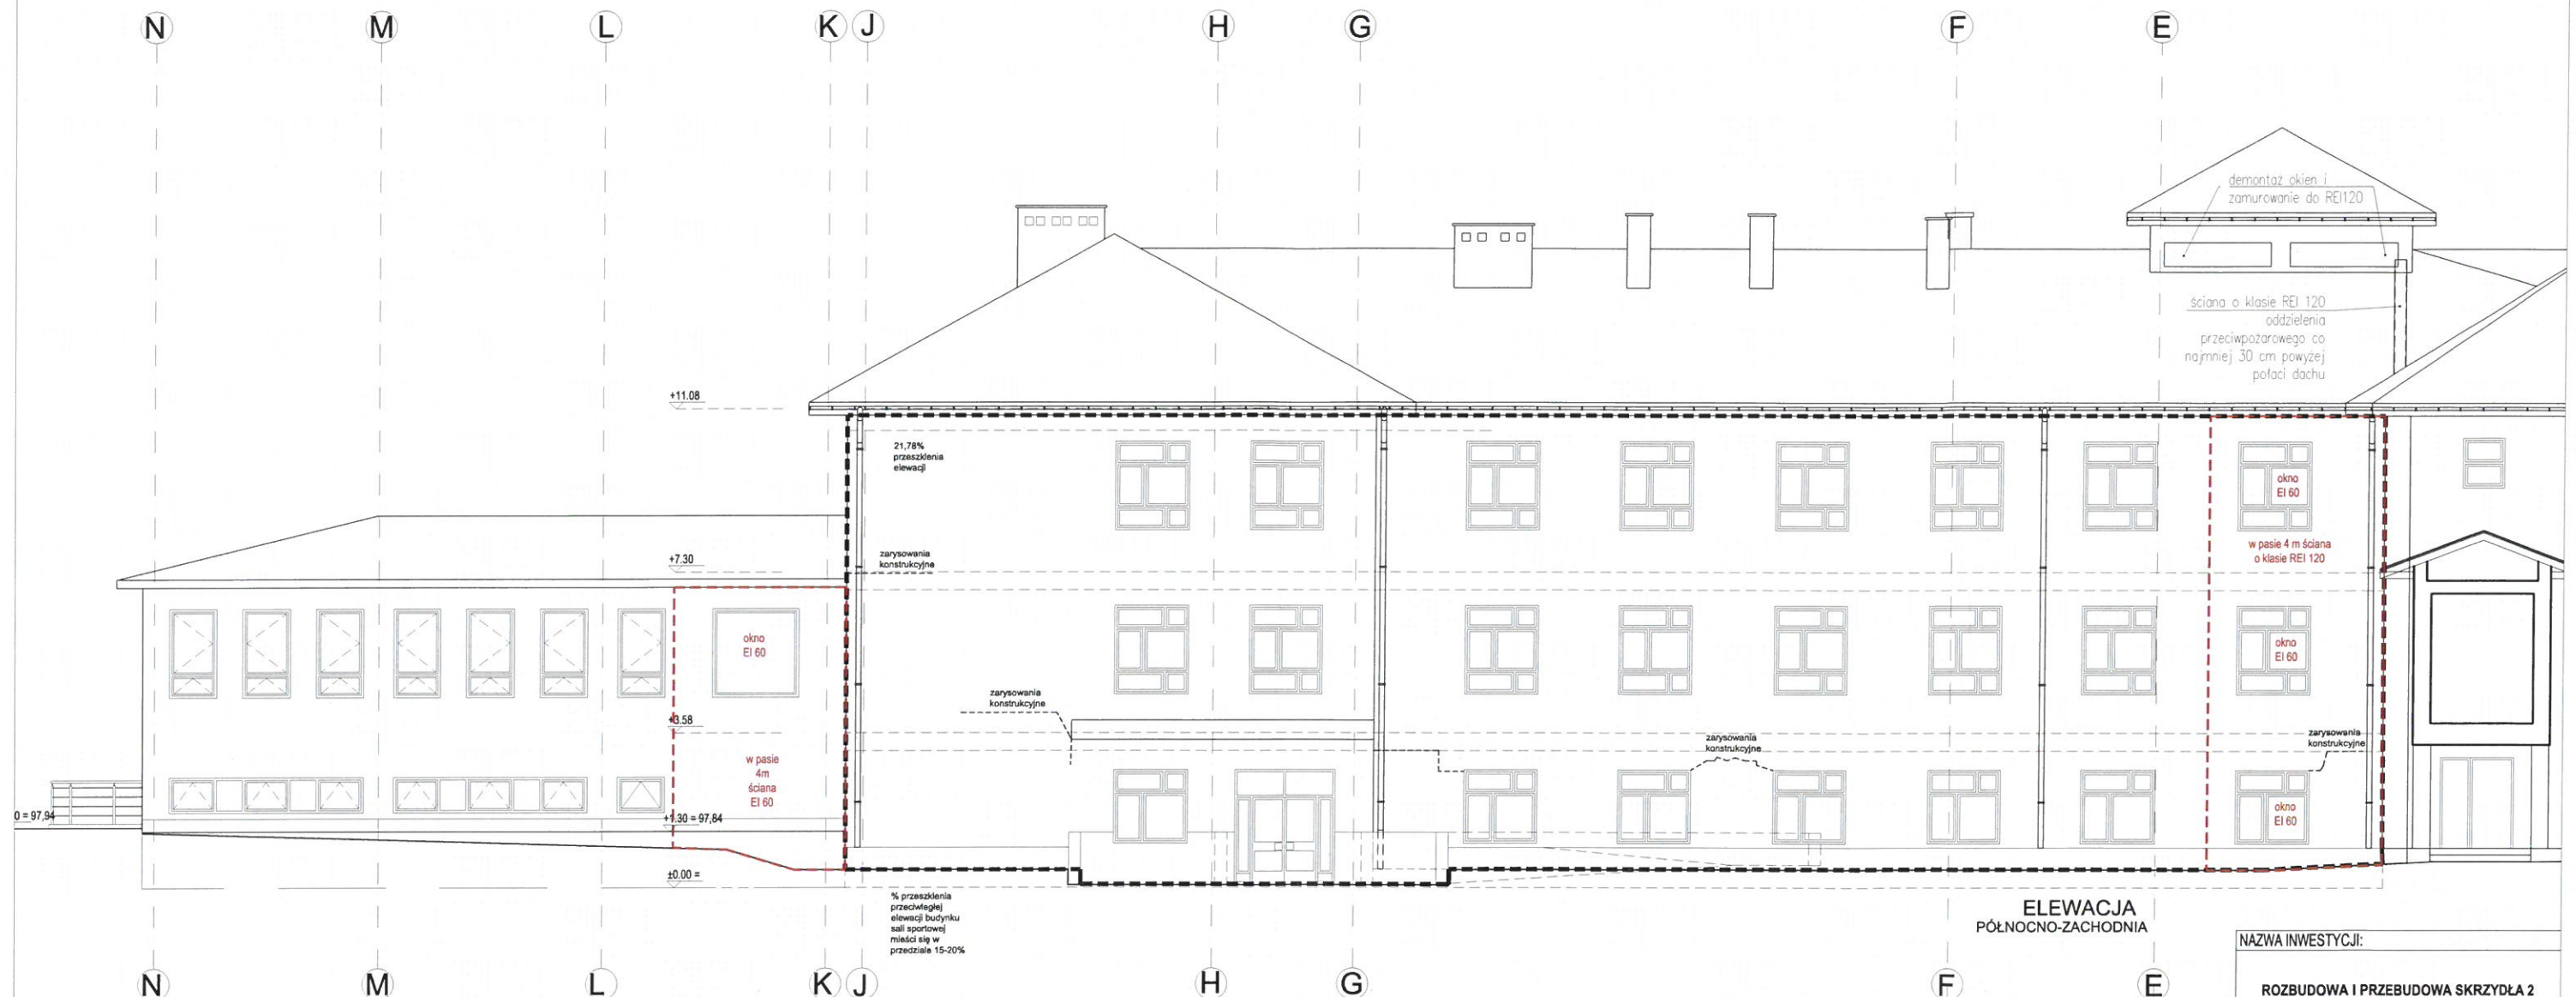 N M L K J H G F E
demontaż okien i
zamurowanie do REI120
ściana o klasie REI 120
oddzielenia
przeciwpożarowego co
najmniej 30 cm powyżej
połaci dachu
+11.08
21,78%
przeszklenia
elewacji
okno
EI 60
w pasie 4 m ściana
o klasie REI 120
+7.30
zarysowania
konstrukcyjne
okno
EI 60
okno
EI 60
zarysowania
konstrukcyjne
+3.58
zarysowania
konstrukcyjne
zarysowania
konstrukcyjne
w pasie
4m
ściana
EI 60
okno
EI 60
0 = 97,94
+1.30 = 97,84
±0.00 =
% przeszklenia
przeciwległej
elewacji budynku
sali sportowej
mieści się w
przedziale 15-20%
ELEWACJA
PÓŁNOCNO-ZACHODNIA
NAZWA INWESTYCJI:
N M L K J H G F E
ROZBUDOWA I PRZEBUDOWA SKRZYDŁA 2